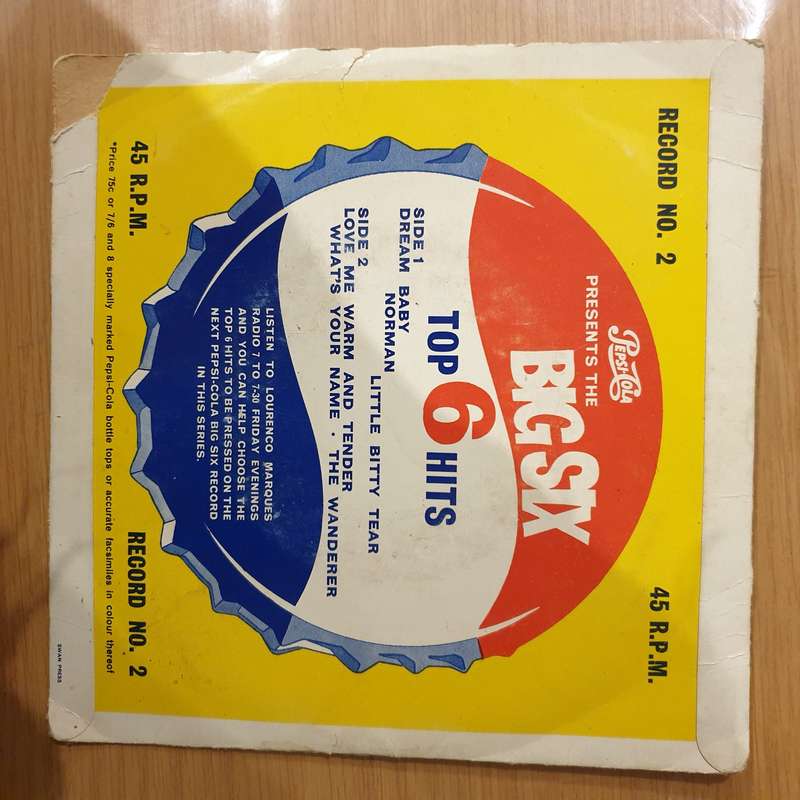 RECORD NO. 2
45 R.P.M.
PEPSI-COLA
PRESENTS THE
BIG SIX
TOP 6 HITS
SIDE 1
DREAM BABY
NORMAN
LITTLE BITTY TEAR
SIDE 2
LOVE ME WARM AND TENDER
WHAT'S YOUR NAME • THE WANDERER
LISTEN TO LOURENCO MARQUES
RADIO 7 TO 7-30 FRIDAY EVENINGS
AND YOU CAN HELP CHOOSE THE
TOP 6 HITS TO BE PRESSED ON THE
NEXT PEPSI-COLA BIG SIX RECORD
IN THIS SERIES.
45 R.P.M.
RECORD NO. 2
*Price 75c or 7/6 and 8 specially marked Pepsi-Cola bottle tops or accurate facsimiles in colour thereof
SWAN PRESS